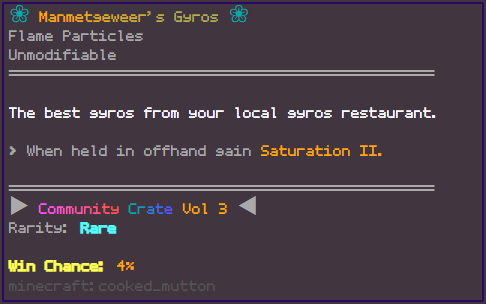 ❀ Manmetseweer's Gyros ❀
Flame Particles
Unmodifiable
The best gyros from your local gyros restaurant.
> When held in offhand gain Saturation II.
▶ Community Crate Vol 3 ◀
Rarity: Rare
Win Chance: 4%
minecraft:cooked_mutton